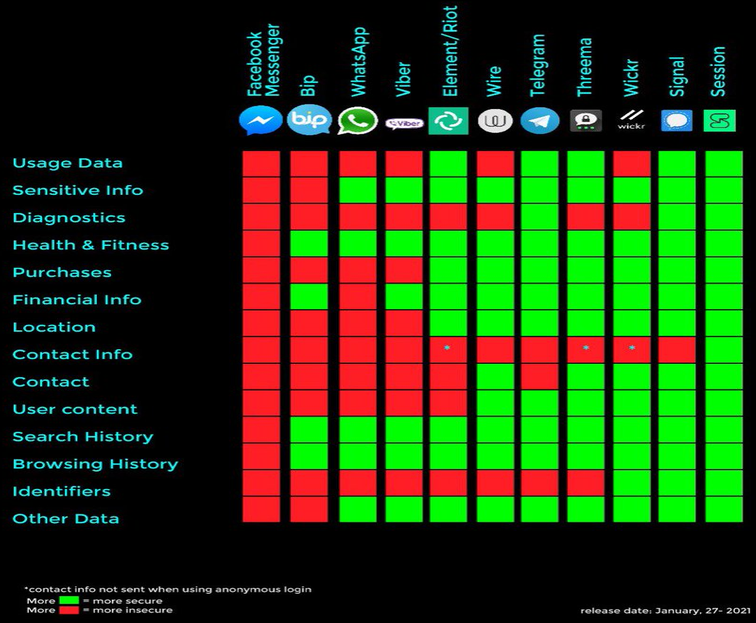 Facebook
Messenger
Bip
WhatsApp
Viber
Element/Riot
Wire
Telegram
Threema
Wickr
Signal
Session
bip
Viber
wickr
Usage Data
Sensitive Info
Diagnostics
Health & Fitness
Purchases
Financial Info
Location
Contact Info * * *
Contact
User content
Search History
Browsing History
Identifiers
Other Data
*contact info not sent when using anonymous login
More = more secure
More = more insecure
release date: January, 27- 2021